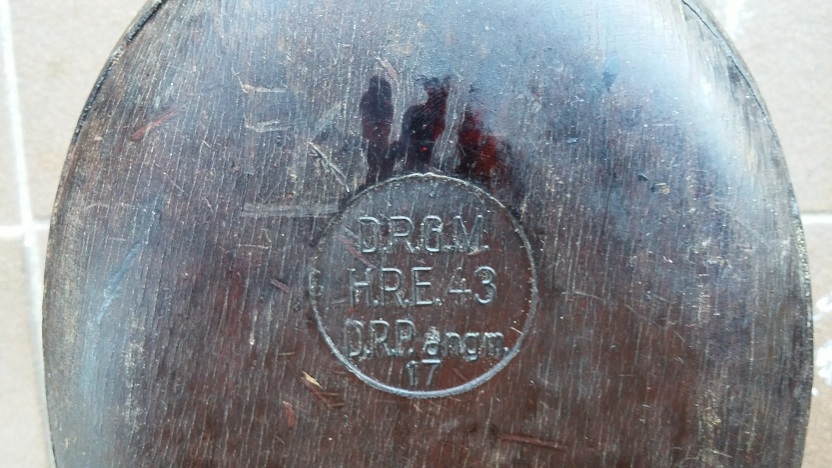 D.R.G.M.
H.R.E. 43
D.R.P. angm.
17